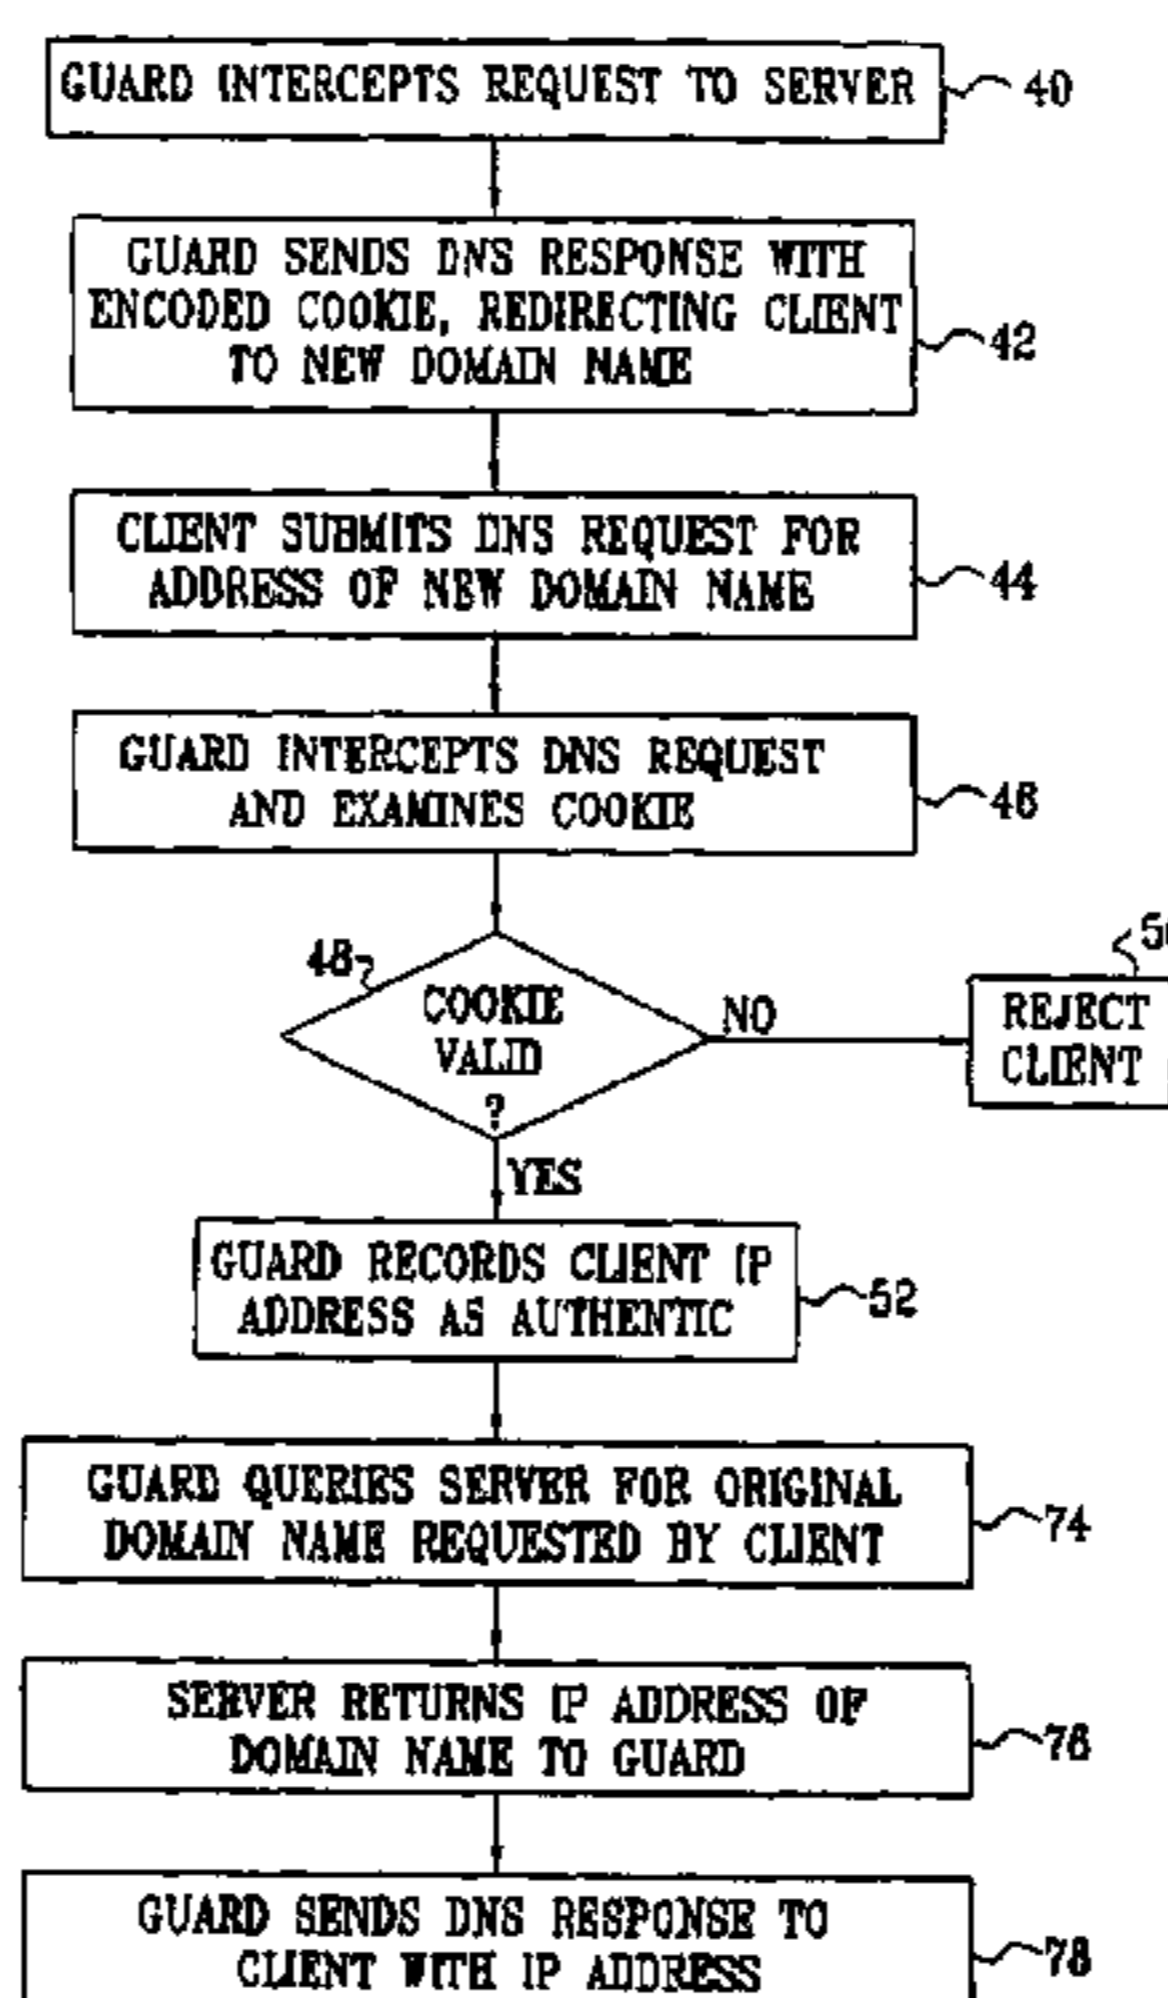 GUARD INTERCEPTS REQUEST TO SERVER
40
GUARD SENDS DNS RESPONSE WITH
ENCODED COOKIE, REDIRECTING CLIENT
TO NEW DOMAIN NAME
42
CLIENT SUBMITS DNS REQUEST FOR
ADDRESS OF NEW DOMAIN NAME
44
GUARD INTERCEPTS DNS REQUEST
AND EXAMINES COOKIE
46
48
COOKIE
VALID
?
NO
REJECT
CLIENT
YES
GUARD RECORDS CLIENT IP
ADDRESS AS AUTHENTIC
52
GUARD QUERIES SERVER FOR ORIGINAL
DOMAIN NAME REQUESTED BY CLIENT
74
SERVER RETURNS IP ADDRESS OF
DOMAIN NAME TO GUARD
76
GUARD SENDS DNS RESPONSE TO
CLIENT WITH IP ADDRESS
78